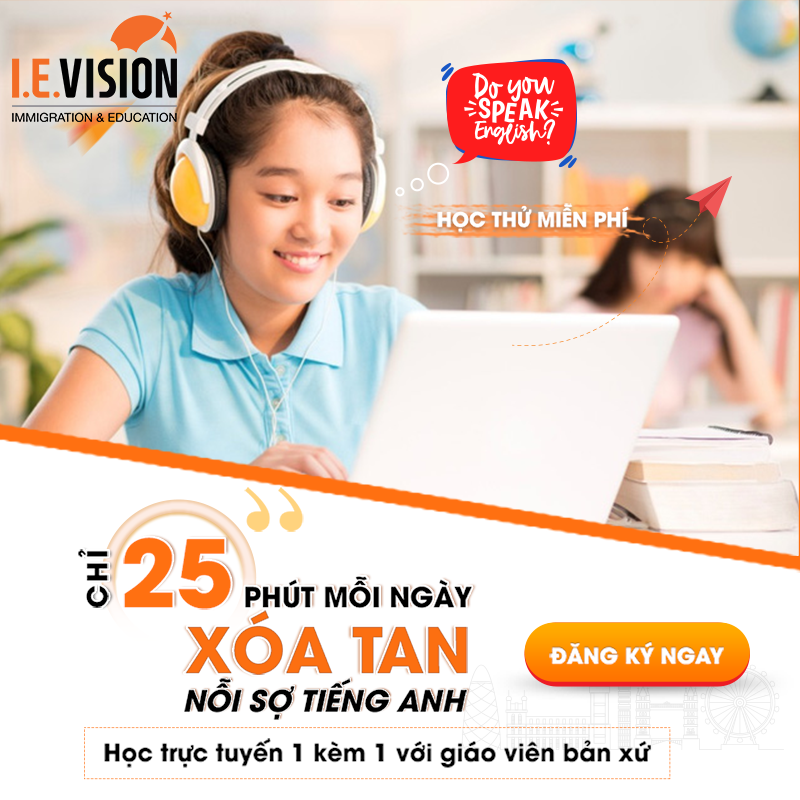 I.E.VISION
IMMIGRATION & EDUCATION
Do you
SPEAK
English?
HỌC THỬ MIỄN PHÍ
CHỈ 25 PHÚT MỖI NGÀY
XÓA TAN
NỖI SỢ TIẾNG ANH
ĐĂNG KÝ NGAY
Học trực tuyến 1 kèm 1 với giáo viên bản xứ